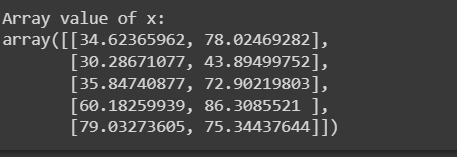 Array value of x:
array([[34.62365962, 78.02469282],
       [30.28671077, 43.89499752],
       [35.84740877, 72.90219803],
       [60.18259939, 86.3085521 ],
       [79.03273605, 75.34437644]])